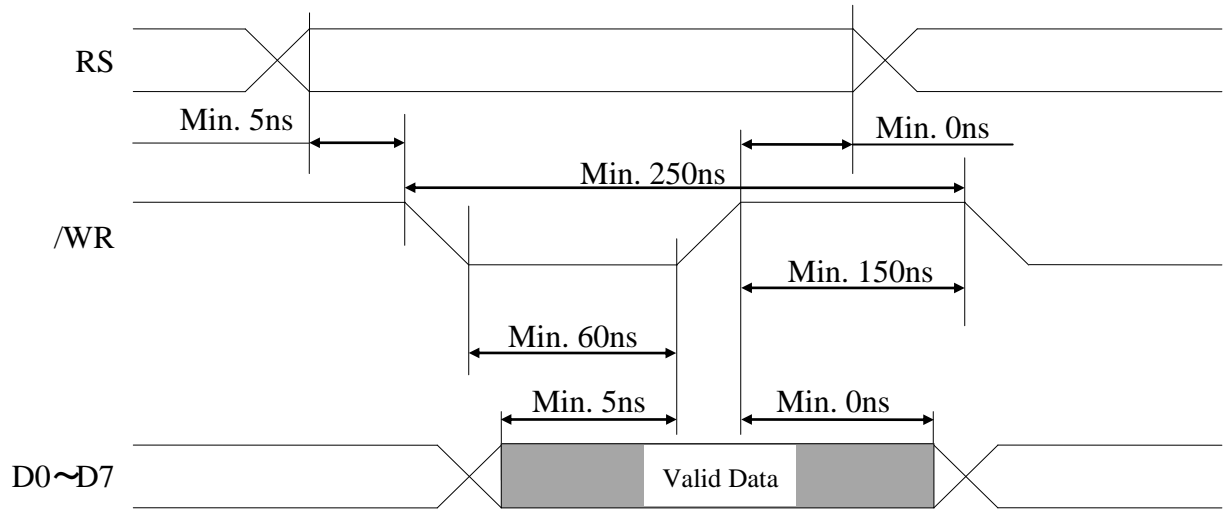 RS
Min. 5ns
Min. 0ns
Min. 250ns
/WR
Min. 150ns
Min. 60ns
Min. 5ns
Min. 0ns
D0～D7
Valid Data